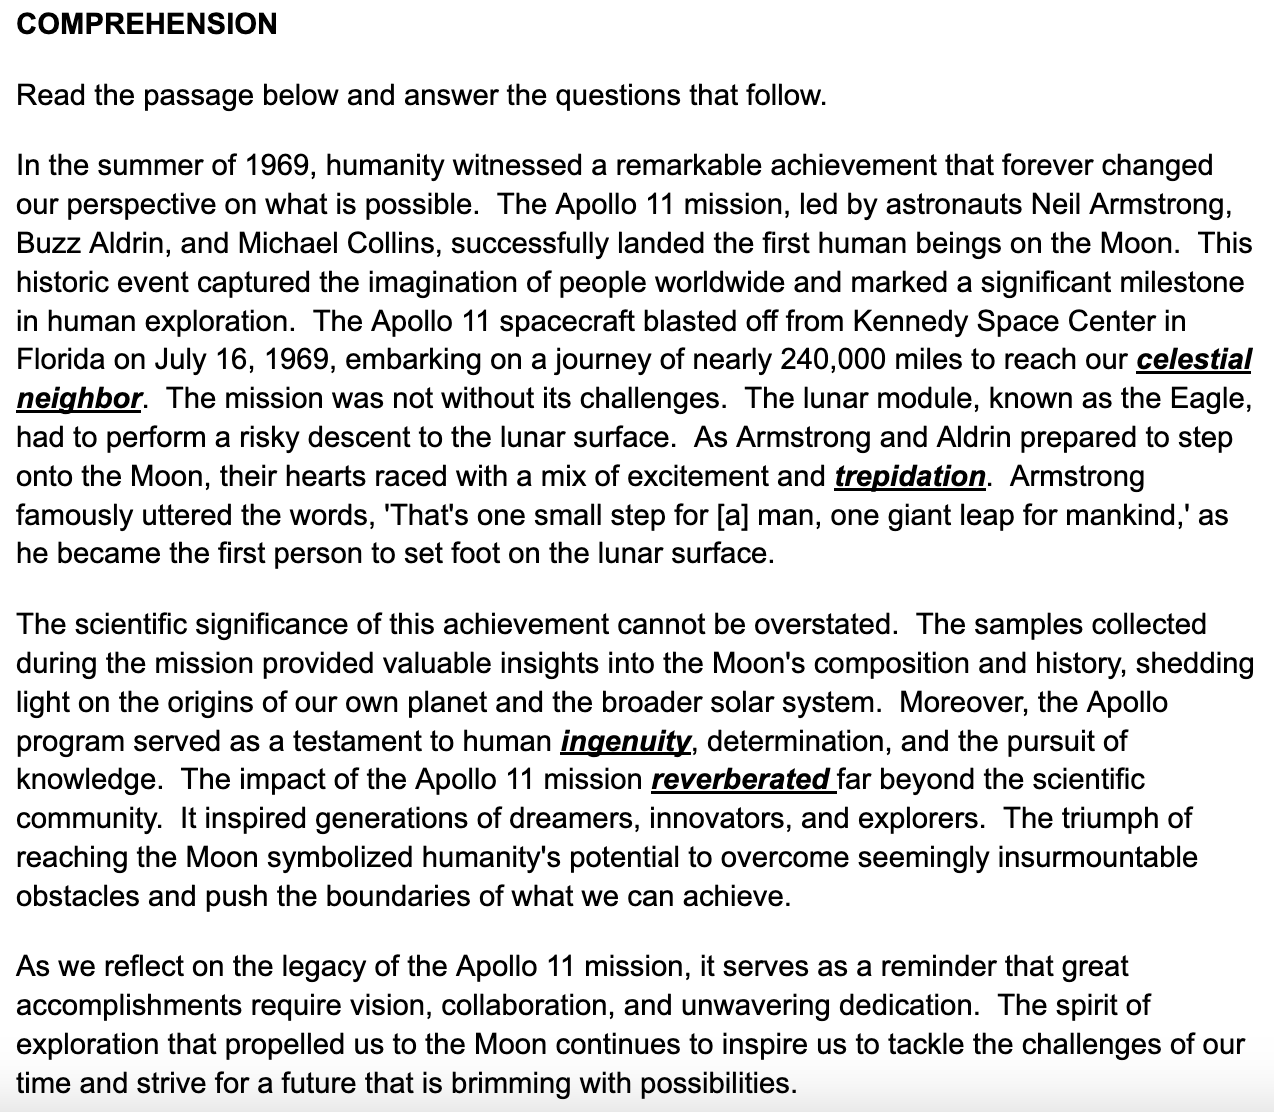 COMPREHENSION
Read the passage below and answer the questions that follow.
In the summer of 1969, humanity witnessed a remarkable achievement that forever changed
our perspective on what is possible.  The Apollo 11 mission, led by astronauts Neil Armstrong,
Buzz Aldrin, and Michael Collins, successfully landed the first human beings on the Moon.  This
historic event captured the imagination of people worldwide and marked a significant milestone
in human exploration.  The Apollo 11 spacecraft blasted off from Kennedy Space Center in
Florida on July 16, 1969, embarking on a journey of nearly 240,000 miles to reach our celestial
neighbor.  The mission was not without its challenges.  The lunar module, known as the Eagle,
had to perform a risky descent to the lunar surface.  As Armstrong and Aldrin prepared to step
onto the Moon, their hearts raced with a mix of excitement and trepidation.  Armstrong
famously uttered the words, 'That's one small step for [a] man, one giant leap for mankind,' as
he became the first person to set foot on the lunar surface.
The scientific significance of this achievement cannot be overstated.  The samples collected
during the mission provided valuable insights into the Moon's composition and history, shedding
light on the origins of our own planet and the broader solar system.  Moreover, the Apollo
program served as a testament to human ingenuity, determination, and the pursuit of
knowledge.  The impact of the Apollo 11 mission reverberated far beyond the scientific
community.  It inspired generations of dreamers, innovators, and explorers.  The triumph of
reaching the Moon symbolized humanity's potential to overcome seemingly insurmountable
obstacles and push the boundaries of what we can achieve.
As we reflect on the legacy of the Apollo 11 mission, it serves as a reminder that great
accomplishments require vision, collaboration, and unwavering dedication.  The spirit of
exploration that propelled us to the Moon continues to inspire us to tackle the challenges of our
time and strive for a future that is brimming with possibilities.